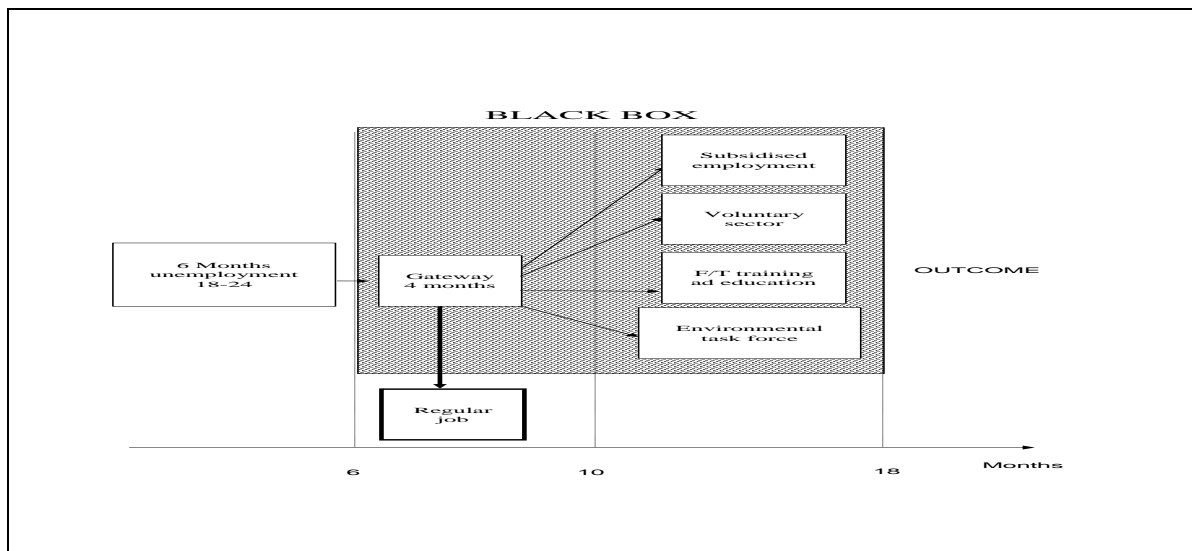 BLACK BOX
Subsidised
employment
Voluntary
sector
6 Months
unemployment
18-24
Gateway
4 months
F/T training
ad education
OUTCOME
Environmental
task force
Regular
job
6
10
18
Months